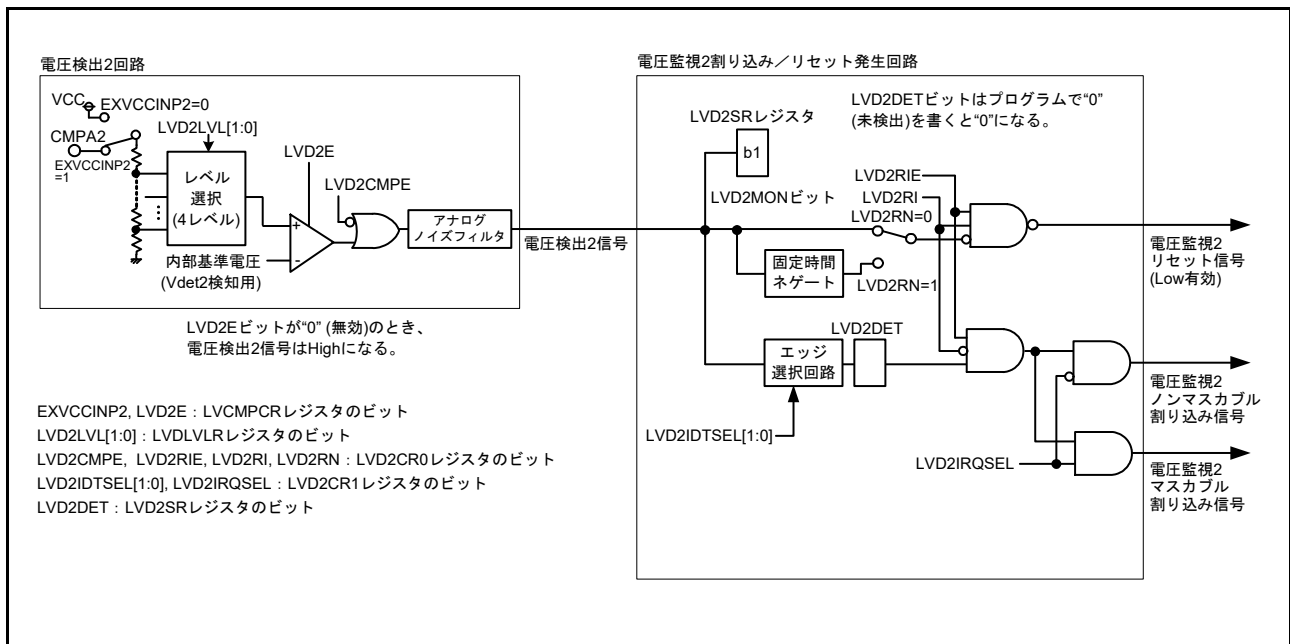 電圧検出2回路
VCC
EXVCCINP2=0
CMPA2
EXVCCINP2
=1
LVD2LVL[1:0]
レベル
選択
(4レベル)
LVD2E
LVD2CMPE
+
-
内部基準電圧
(Vdet2検知用)
アナログ
ノイズフィルタ
電圧検出2信号
LVD2Eビットが“0” (無効)のとき、
電圧検出2信号はHighになる。
電圧監視2割り込み／リセット発生回路
LVD2DETビットはプログラムで“0”
(未検出)を書くと“0”になる。
LVD2SRレジスタ
b1
LVD2MONビット
LVD2RIE
LVD2RI
LVD2RN=0
固定時間
ネゲート
LVD2RN=1
電圧監視2
リセット信号
(Low有効)
エッジ
選択回路
LVD2DET
LVD2IDTSEL[1:0]
LVD2IRQSEL
電圧監視2
ノンマスカブル
割り込み信号
電圧監視2
マスカブル
割り込み信号
EXVCCINP2, LVD2E：LVCMPCRレジスタのビット
LVD2LVL[1:0]：LVDLVLRレジスタのビット
LVD2CMPE, LVD2RIE, LVD2RI, LVD2RN：LVD2CR0レジスタのビット
LVD2IDTSEL[1:0], LVD2IRQSEL：LVD2CR1レジスタのビット
LVD2DET：LVD2SRレジスタのビット